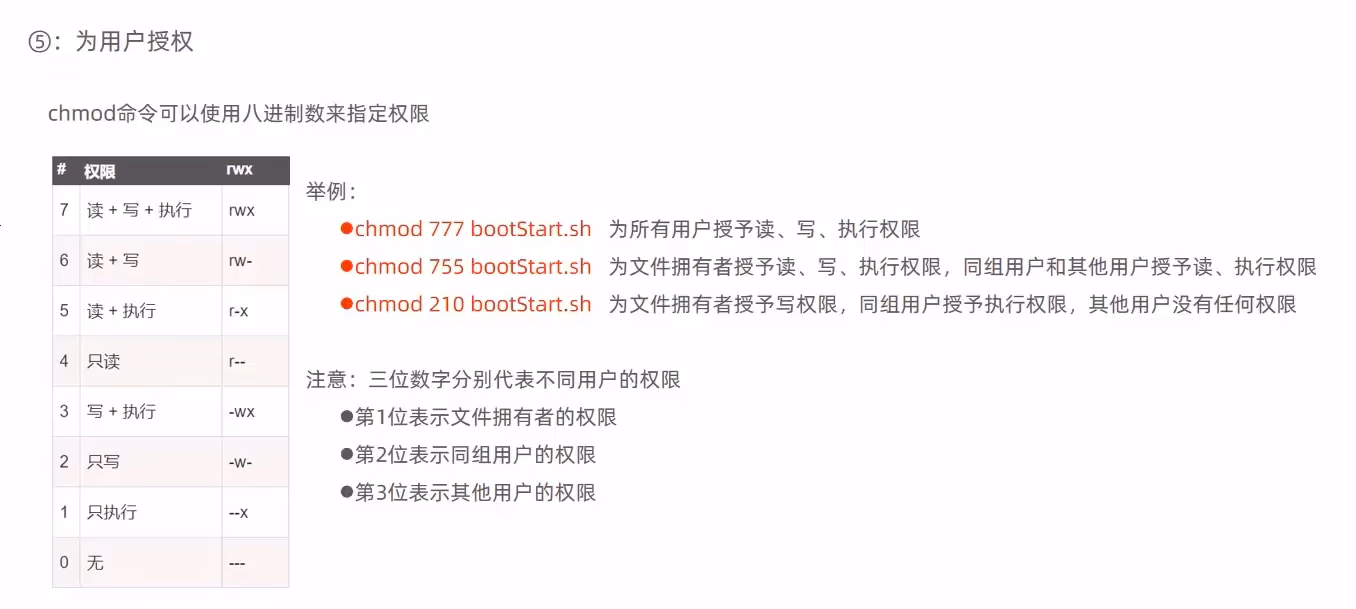 ⑤：为用户授权
chmod命令可以使用八进制数来指定权限
# 权限 rwx
7 读 + 写 + 执行 rwx
6 读 + 写 rw-
5 读 + 执行 r-x
4 只读 r--
3 写 + 执行 -wx
2 只写 -w-
1 只执行 --x
0 无 ---
举例：
●chmod 777 bootStart.sh 为所有用户授予读、写、执行权限
●chmod 755 bootStart.sh 为文件拥有者授予读、写、执行权限，同组用户和其他用户授予读、执行权限
●chmod 210 bootStart.sh 为文件拥有者授予写权限，同组用户授予执行权限，其他用户没有任何权限
注意：三位数字分别代表不同用户的权限
●第1位表示文件拥有者的权限
●第2位表示同组用户的权限
●第3位表示其他用户的权限